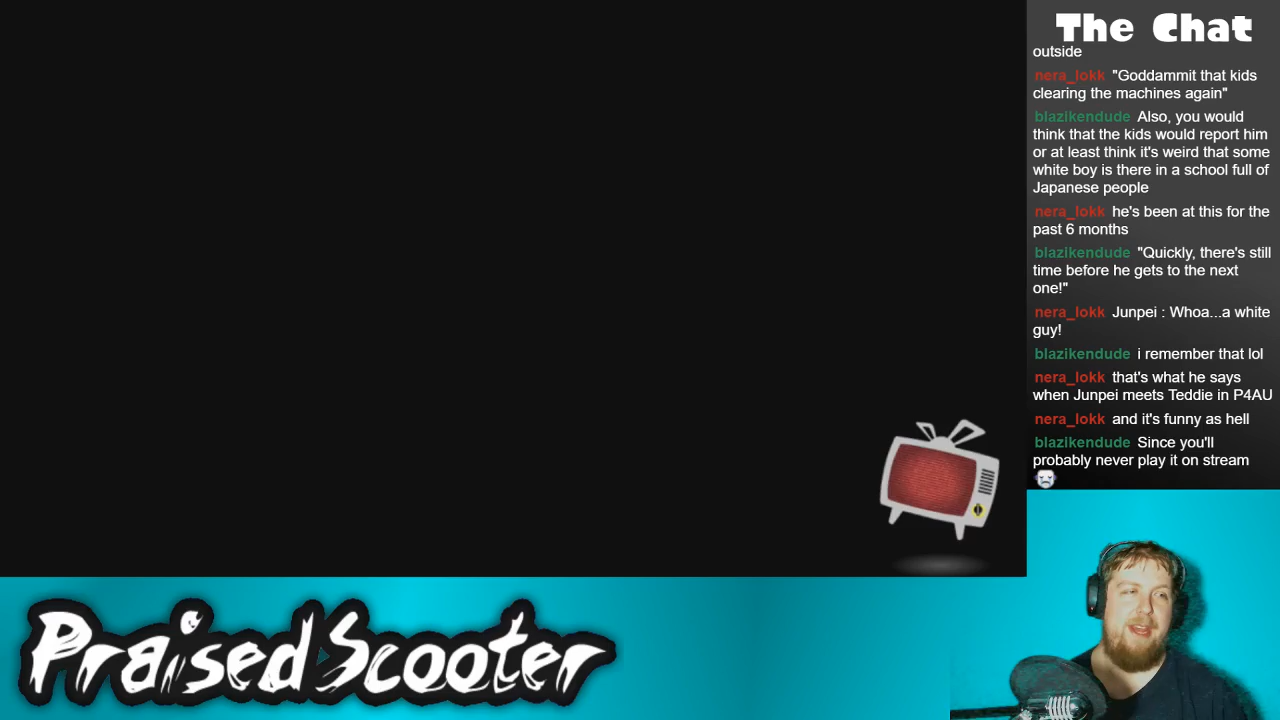 The Chat
outside
nera_lokk "Goddammit that kids
clearing the machines again"
blazikendude Also, you would
think that the kids would report him
or at least think it's weird that some
white boy is there in a school full of
Japanese people
nera_lokk he's been at this for the
past 6 months
blazikendude "Quickly, there's still
time before he gets to the next
one!"
nera_lokk Junpei : Whoa...a white
guy!
blazikendude i remember that lol
nera_lokk that's what he says
when Junpei meets Teddie in P4AU
nera_lokk and it's funny as hell
blazikendude Since you'll
probably never play it on stream
PraisedScooter